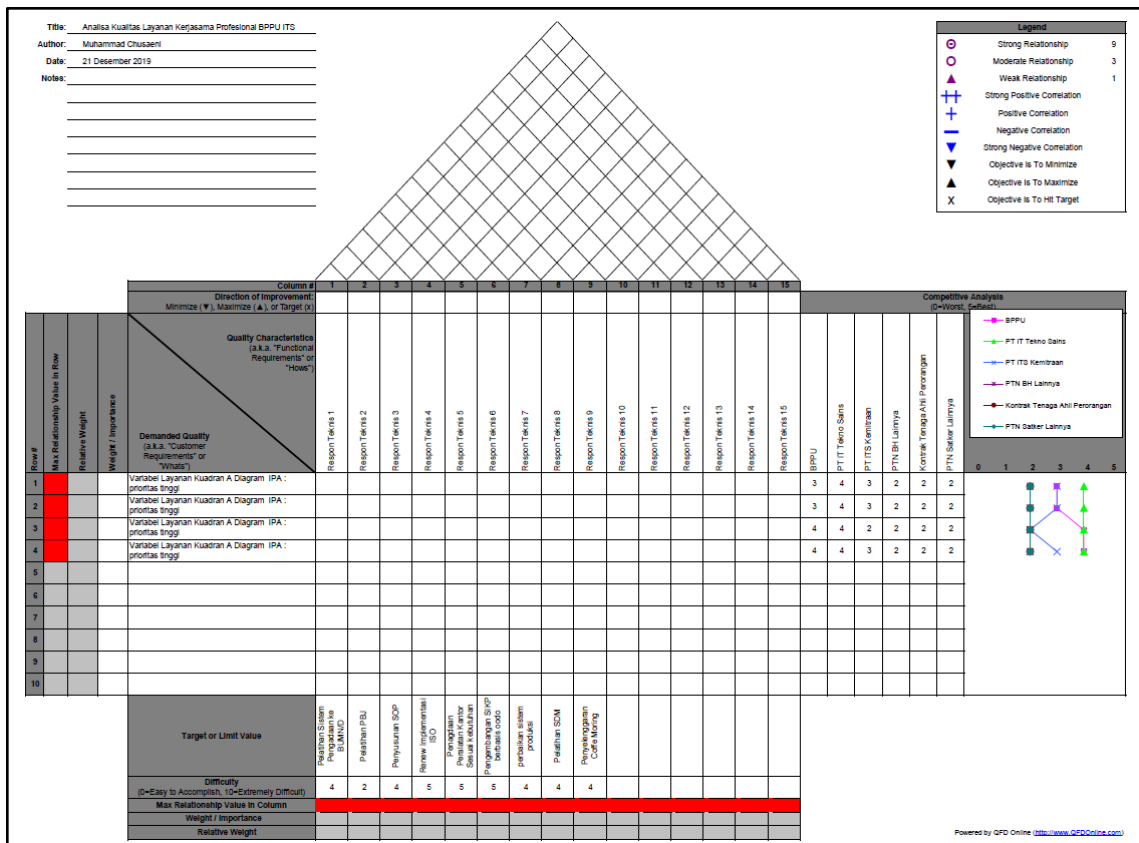 Title: Analisa Kualitas Layanan Kerjasama Profesional BPPU ITS
Author: Muhammad Chusaeni
Date: 21 Desember 2019
Notes:
Legend
Strong Relationship 9
Moderate Relationship 3
Weak Relationship 1
Strong Positive Correlation
Positive Correlation
Negative Correlation
Strong Negative Correlation
Objective Is To Minimize
Objective Is To Maximize
X Objective Is To Hit Target
Column # 1 2 3 4 5 6 7 8 9 10 11 12 13 14 15
Direction of Improvement:
Minimize (▼), Maximize (▲), or Target (x)
Competitive Analysis
(0=Worst, 5=Best)
Row #
Max Relationship Value in Row
Relative Weight
Weight / Importance
Quality Characteristics
(a.k.a. "Functional
Requirements" or
"Hows")
Demanded Quality
(a.k.a. "Customer
Requirements" or
"Whats")
Respon Teknis 1
Respon Teknis 2
Respon Teknis 3
Respon Teknis 4
Respon Teknis 5
Respon Teknis 6
Respon Teknis 7
Respon Teknis 8
Respon Teknis 9
Respon Teknis 10
Respon Teknis 11
Respon Teknis 12
Respon Teknis 13
Respon Teknis 14
Respon Teknis 15
BPPU
PT IT Tekno Sains
PT ITS Kemitraan
PTN BH Lainnya
Kontrak Tenaga Ahli Perorangan
PTN Satker Lainnya
BPPU
PT IT Tekno Sains
PT ITS Kemitraan
PTN BH Lainnya
Kontrak Tenaga Ahli Perorangan
PTN Satker Lainnya
0 1 2 3 4 5
1 Variabel Layanan Kuadran A Diagram IPA :
prioritas tinggi 3 4 3 2 2 2
2 Variabel Layanan Kuadran A Diagram IPA :
prioritas tinggi 3 4 3 2 2 2
3 Variabel Layanan Kuadran A Diagram IPA :
prioritas tinggi 4 4 2 2 2 2
4 Variabel Layanan Kuadran A Diagram IPA :
prioritas tinggi 4 4 3 2 2 2
5
6
7
8
9
10
Target or Limit Value
Pelatihan Sistem
Pengadaan ke
BUMN/D
Pelatihan PBJ
Penyusunan SOP
Renew Implementasi
ISO
Penagdaan
Peralatan Kantor
Sesuai kebutuhan
Pengembangan SIKP
berbasis oodo
perbaikan sistem
produksi
Pelatihan SDM
Penyelenggaran
Coffe Moring
Difficulty
(0=Easy to Accomplish, 10=Extremely Difficult) 4 2 4 5 5 5 4 4 4
Max Relationship Value in Column
Weight / Importance
Relative Weight
Powered by QFD Online (http://www.QFDOnline.com)